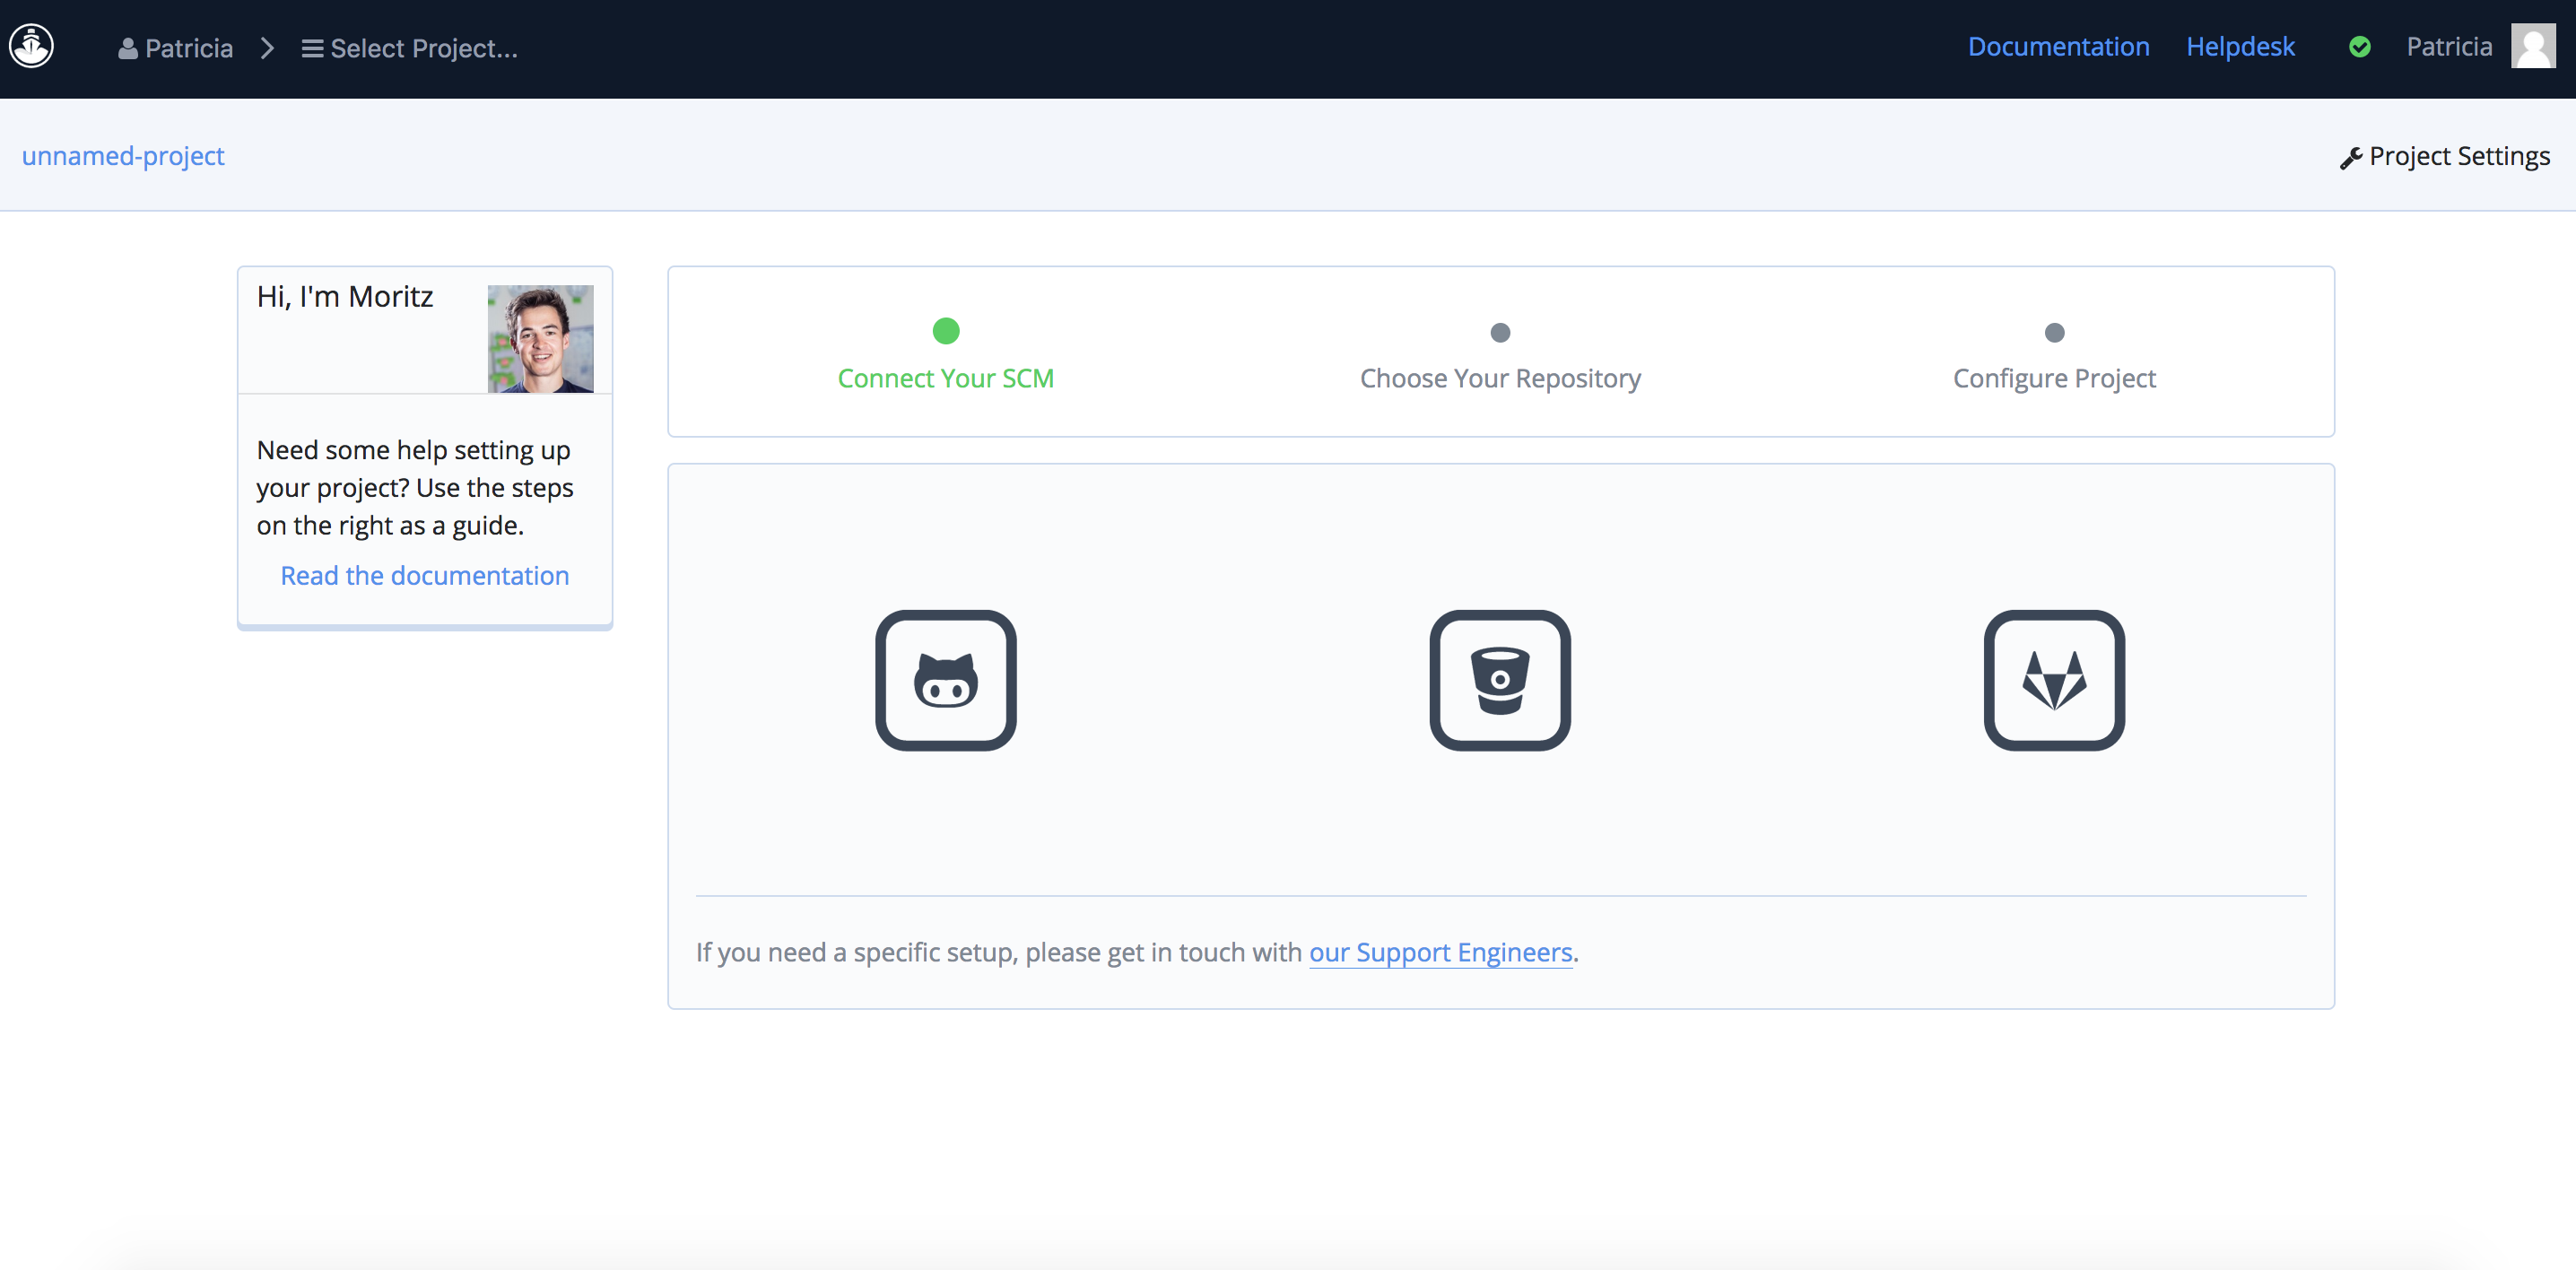 Patricia
Select Project...
Documentation
Helpdesk
Patricia
unnamed-project
Project Settings
Hi, I'm Moritz
Need some help setting up
your project? Use the steps
on the right as a guide.
Read the documentation
Connect Your SCM
Choose Your Repository
Configure Project
If you need a specific setup, please get in touch with our Support Engineers.